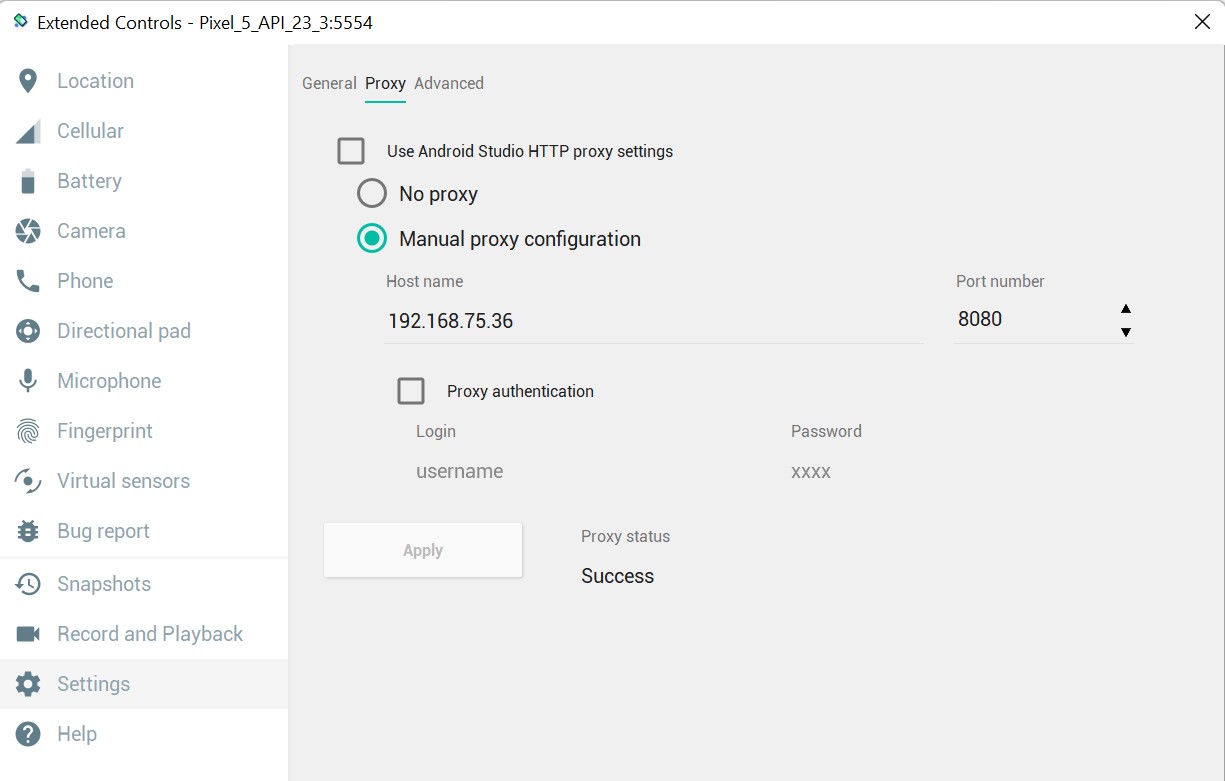 Extended Controls - Pixel_5_API_23_3:5554
Location
Cellular
Battery
Camera
Phone
Directional pad
Microphone
Fingerprint
Virtual sensors
Bug report
Snapshots
Record and Playback
Settings
Help
General Proxy Advanced
Use Android Studio HTTP proxy settings
No proxy
Manual proxy configuration
Host name Port number
192.168.75.36 8080
Proxy authentication
Login Password
username xxxx
Apply
Proxy status
Success